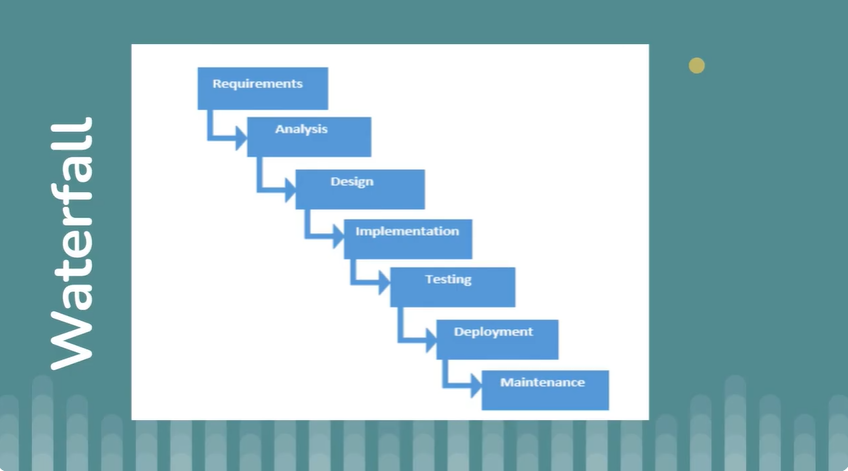 Waterfall
Requirements
Analysis
Design
Implementation
Testing
Deployment
Maintenance